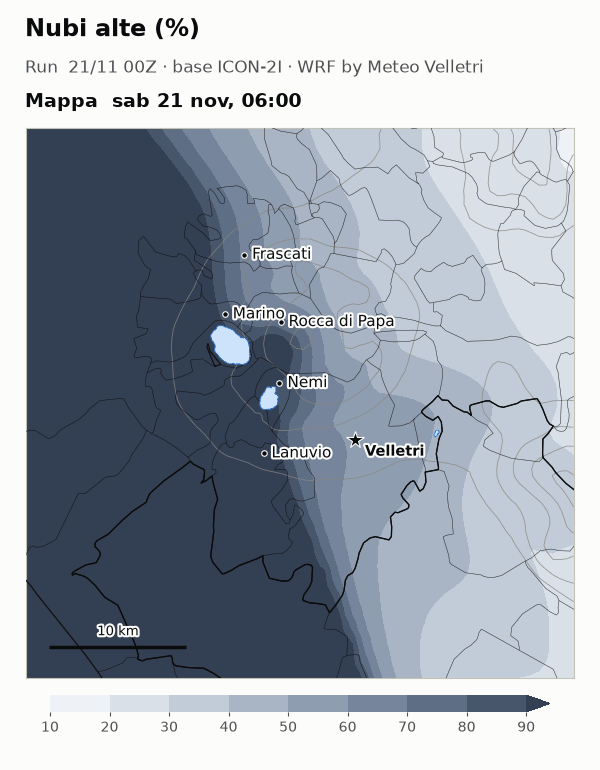 Nubi alte (%)
Run  21/11 00Z · base ICON-2I · WRF by Meteo Velletri
Mappa  sab 21 nov, 06:00
Frascati
Marino
Rocca di Papa
Nemi
Velletri
Lanuvio
10 km
10 20 30 40 50 60 70 80 90